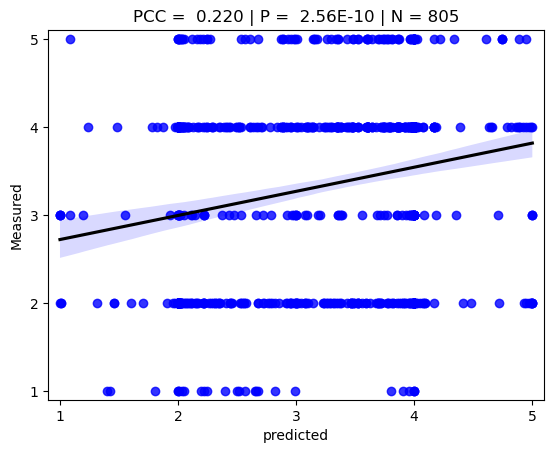 PCC =  0.220 | P =  2.56E-10 | N = 805
5
4
3
2
1
Measured
1 2 3 4 5
predicted